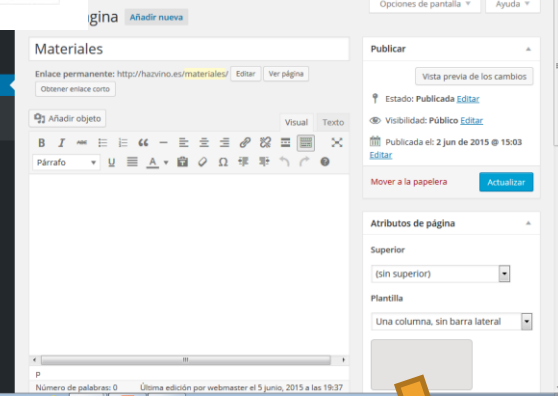 Opciones de pantalla ▼ Ayuda ▼
ágina Añadir nueva
Materiales
Enlace permanente: http://hazvino.es/materiales/ Editar Ver página
Obtener enlace corto
Añadir objeto
Visual Texto
Párrafo
p
Número de palabras: 0 Última edición por webmaster el 5 junio, 2015 a las 19:37
Publicar
Vista previa de los cambios
Estado: Publicada Editar
Visibilidad: Público Editar
Publicada el: 2 jun de 2015 @ 15:03
Editar
Mover a la papelera Actualizar
Atributos de página
Superior
(sin superior)
Plantilla
Una columna, sin barra lateral